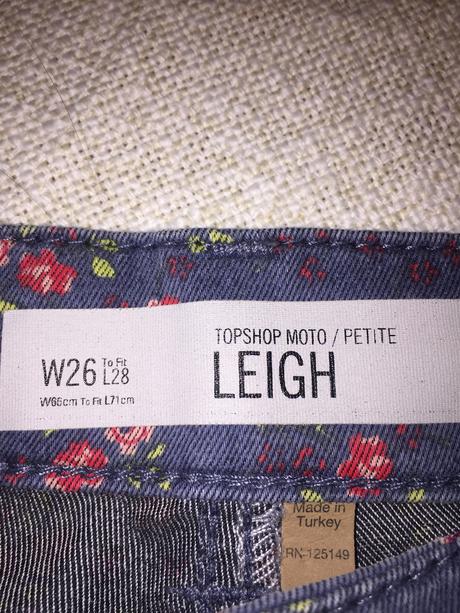 TOPSHOP MOTO / PETITE
LEIGH
W26 To Fit L28
W66cm To Fit L71cm
Made in
Turkey
RN 125149